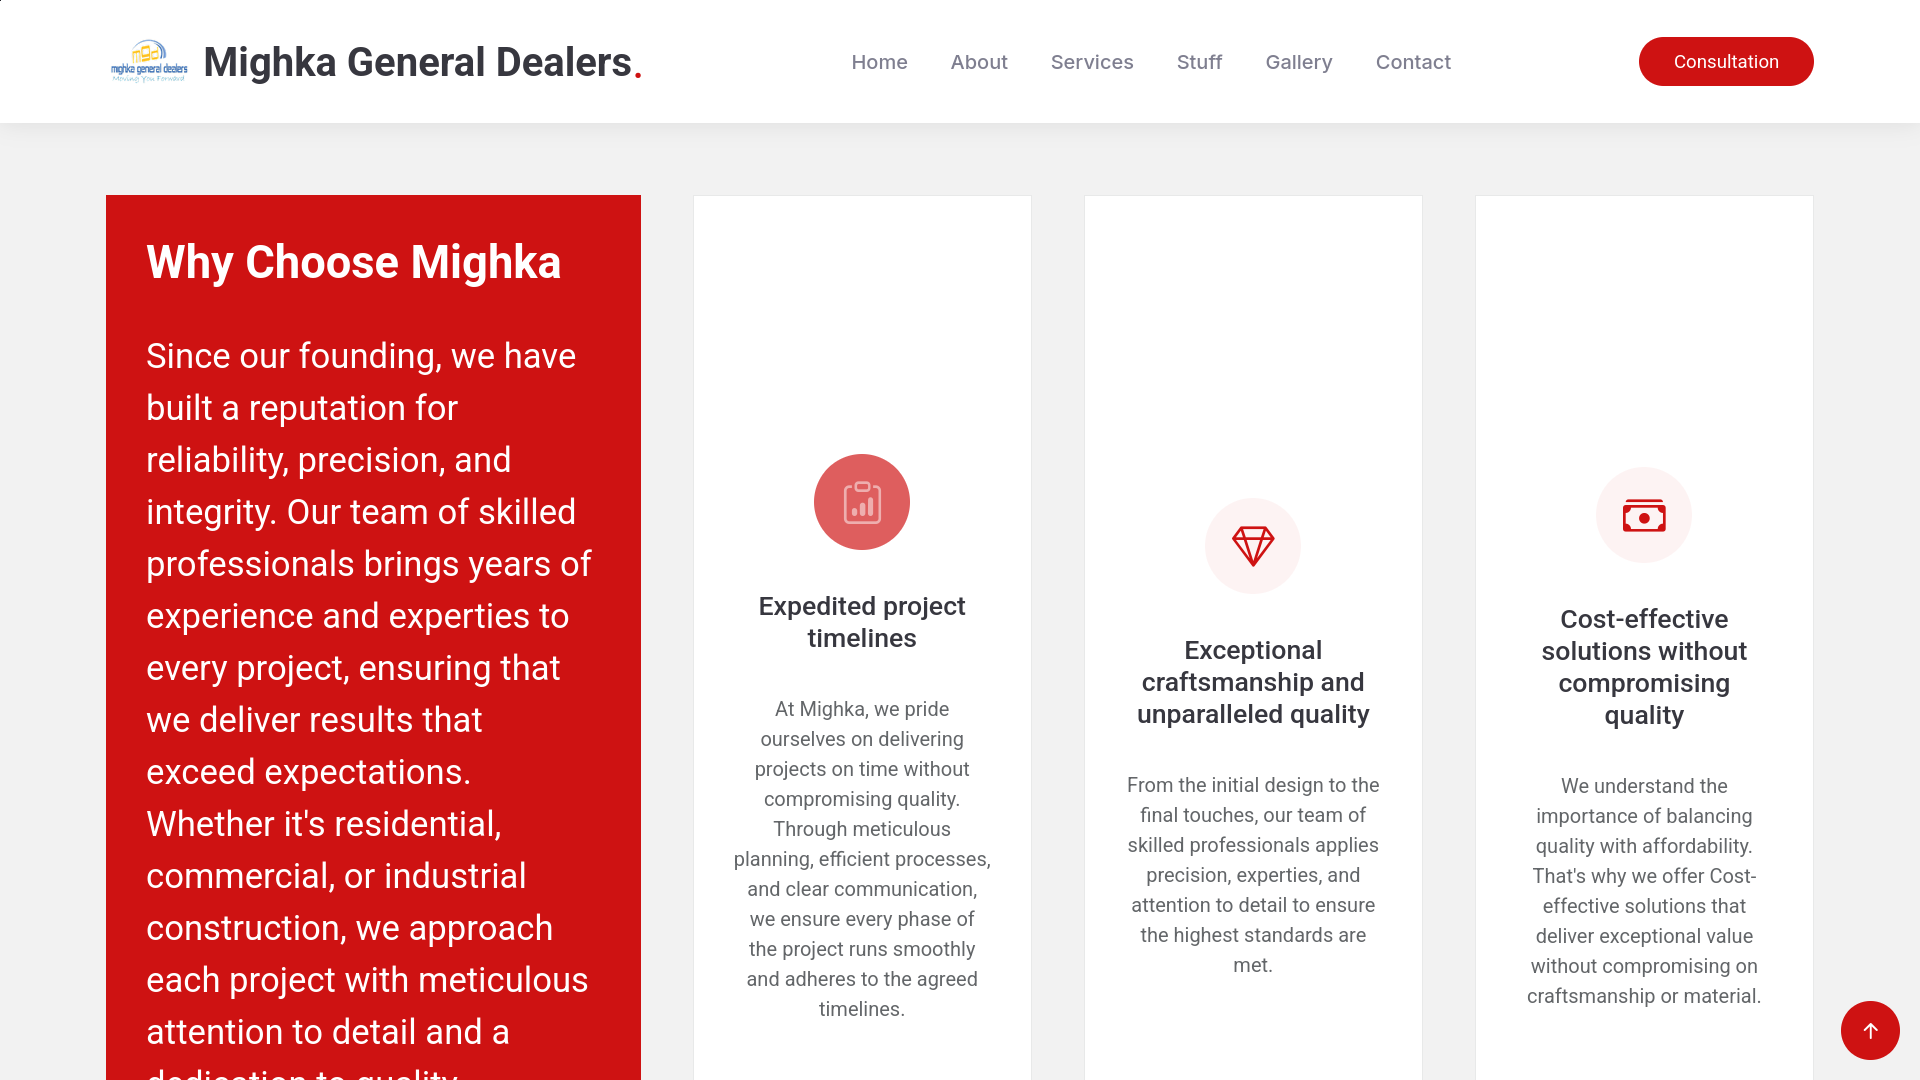 mighka general dealers
Moving You Forward
Mighka General Dealers.
Home
About
Services
Stuff
Gallery
Contact
Consultation
Why Choose Mighka
Since our founding, we have
built a reputation for
reliability, precision, and
integrity. Our team of skilled
professionals brings years of
experience and experties to
every project, ensuring that
we deliver results that
exceed expectations.
Whether it's residential,
commercial, or industrial
construction, we approach
each project with meticulous
attention to detail and a
dedication to quality
Expedited project
timelines
At Mighka, we pride
ourselves on delivering
projects on time without
compromising quality.
Through meticulous
planning, efficient processes,
and clear communication,
we ensure every phase of
the project runs smoothly
and adheres to the agreed
timelines.
Exceptional
craftsmanship and
unparalleled quality
From the initial design to the
final touches, our team of
skilled professionals applies
precision, experties, and
attention to detail to ensure
the highest standards are
met.
Cost-effective
solutions without
compromising
quality
We understand the
importance of balancing
quality with affordability.
That's why we offer Cost-
effective solutions that
deliver exceptional value
without compromising on
craftsmanship or material.